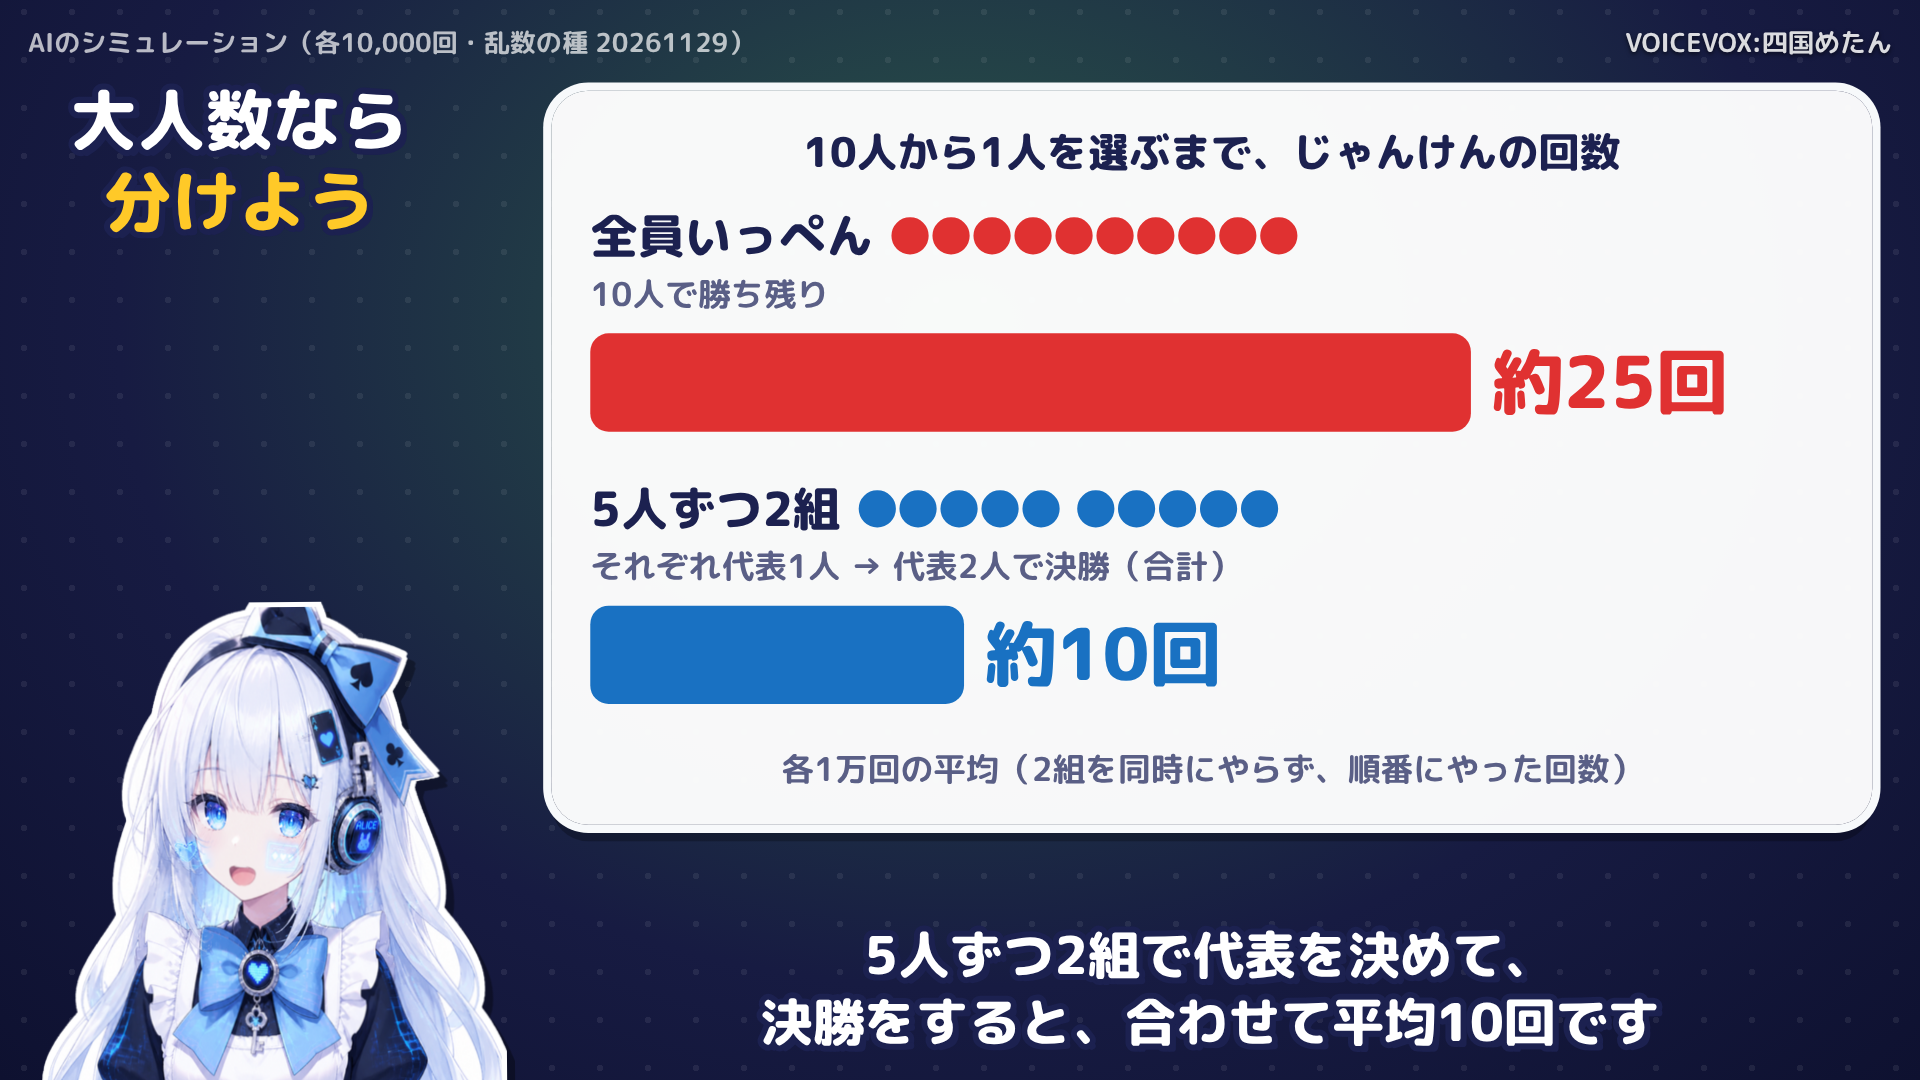 AIのシミュレーション（各10,000回・乱数の種 20261129）
VOICEVOX:四国めたん
大人数なら
分けよう
10人から1人を選ぶまで、じゃんけんの回数
全員いっぺん
10人で勝ち残り
約25回
5人ずつ2組
それぞれ代表1人 → 代表2人で決勝（合計）
約10回
各1万回の平均（2組を同時にやらず、順番にやった回数）
ALICE
5人ずつ2組で代表を決めて、
決勝をすると、合わせて平均10回です